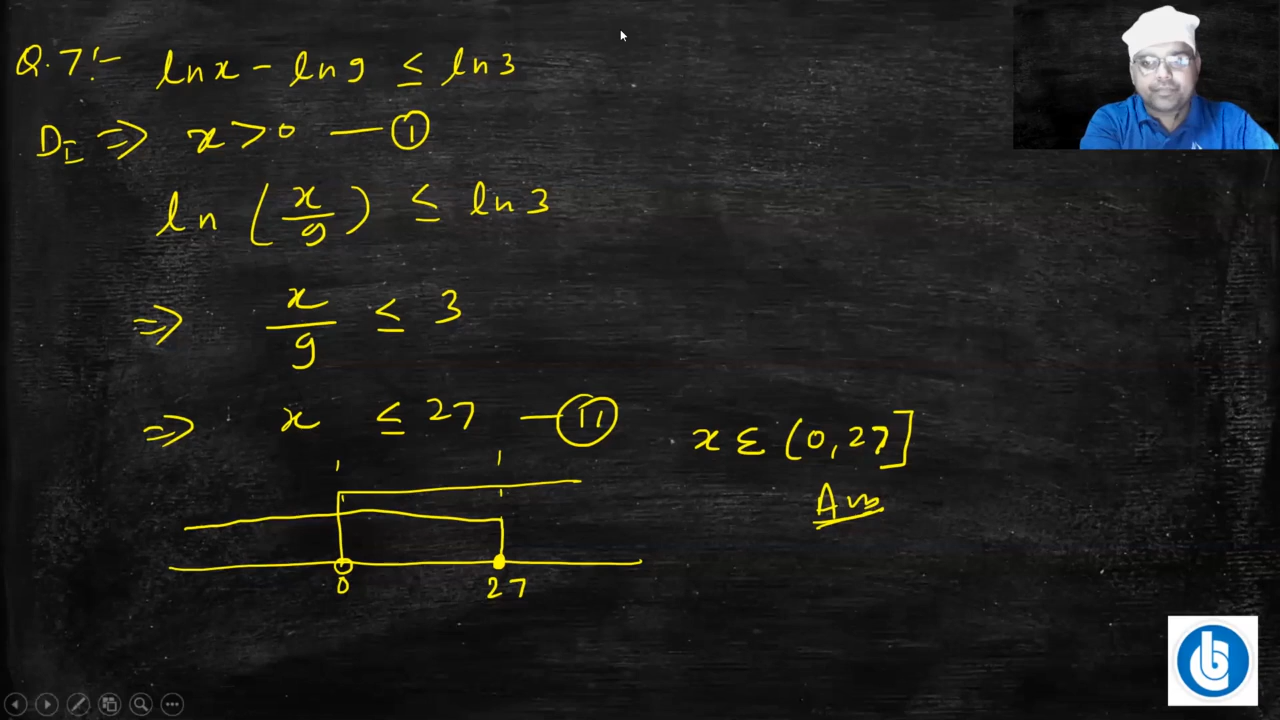 Q.7:- ln x - ln 9 ≤ ln 3
D_I ⇒ x > 0 — ①
ln (x/9) ≤ ln 3
⇒ x/9 ≤ 3
⇒ x ≤ 27 — ⑪
x Σ (0, 27]
Ans
0 27